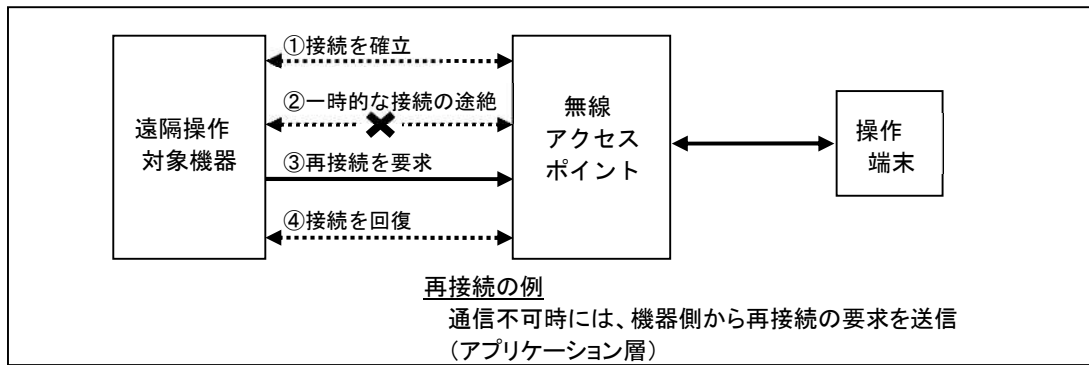 遠隔操作
対象機器
①接続を確立
②一時的な接続の途絶
③再接続を要求
④接続を回復
無線
アクセス
ポイント
操作
端末
再接続の例
通信不可時には、機器側から再接続の要求を送信
(アプリケーション層)